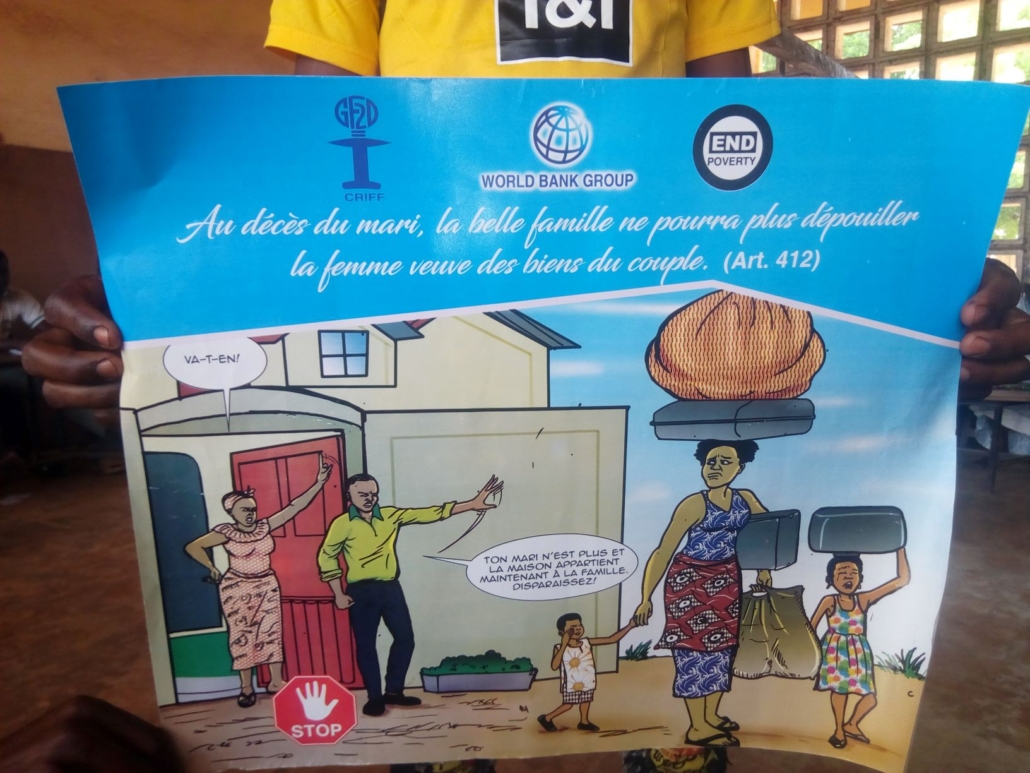 GF2D
CRIFF
WORLD BANK GROUP
END
POVERTY
Au décès du mari, la belle famille ne pourra plus dépouiller
la femme veuve des biens du couple. (Art. 412)
VA-T-EN!
TON MARI N'EST PLUS ET
LA MAISON APPARTIENT
MAINTENANT À LA FAMILLE.
DISPARAISSEZ!
STOP